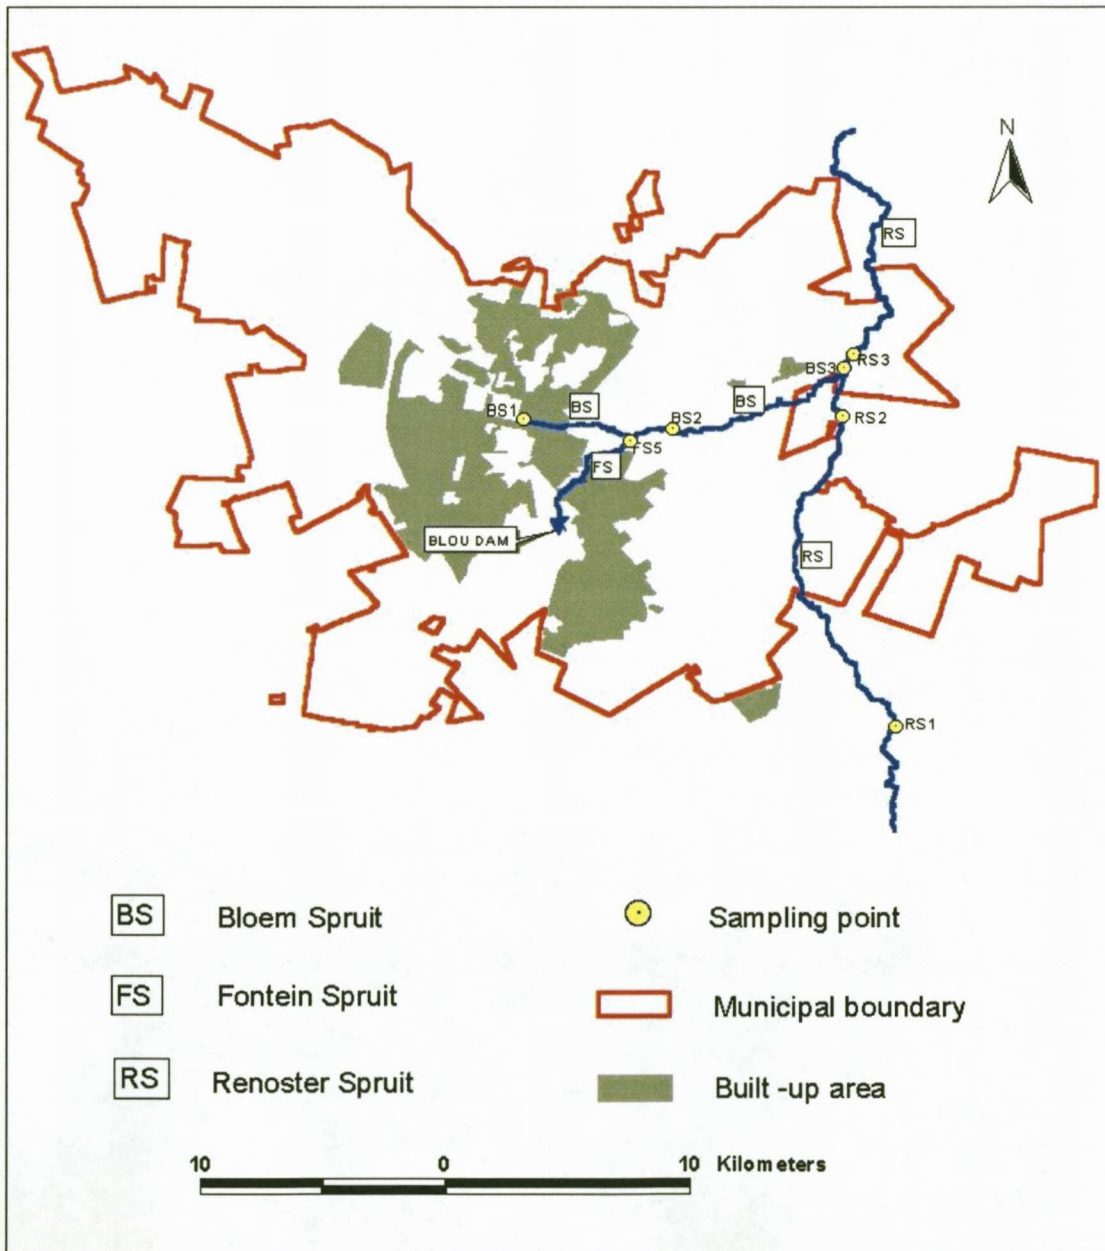 N
RS
RS3
BS3
BS
BS
BS1
BS2
RS2
FS5
FS
BLOU DAM
RS
RS1
BS Bloem Spruit
Sampling point
FS Fontein Spruit
Municipal boundary
RS Renoster Spruit
Built -up area
10 0 10 Kilometers